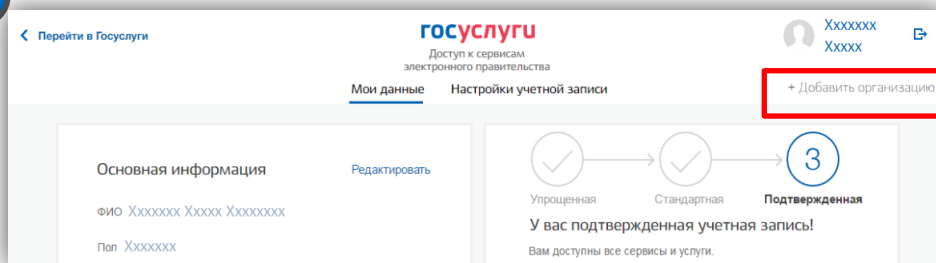 Перейти в Госуслуги
госуслуги
Доступ к сервисам
электронного правительства
Xxxxxxx
Xxxxx
Мои данные
Настройки учетной записи
+ Добавить организацию
Основная информация
Редактировать
ФИО Xxxxxxx Xxxxx Xxxxxxxx
Пол Xxxxxxx
3
Упрощенная
Стандартная
Подтвержденная
У вас подтвержденная учетная запись!
Вам доступны все сервисы и услуги.